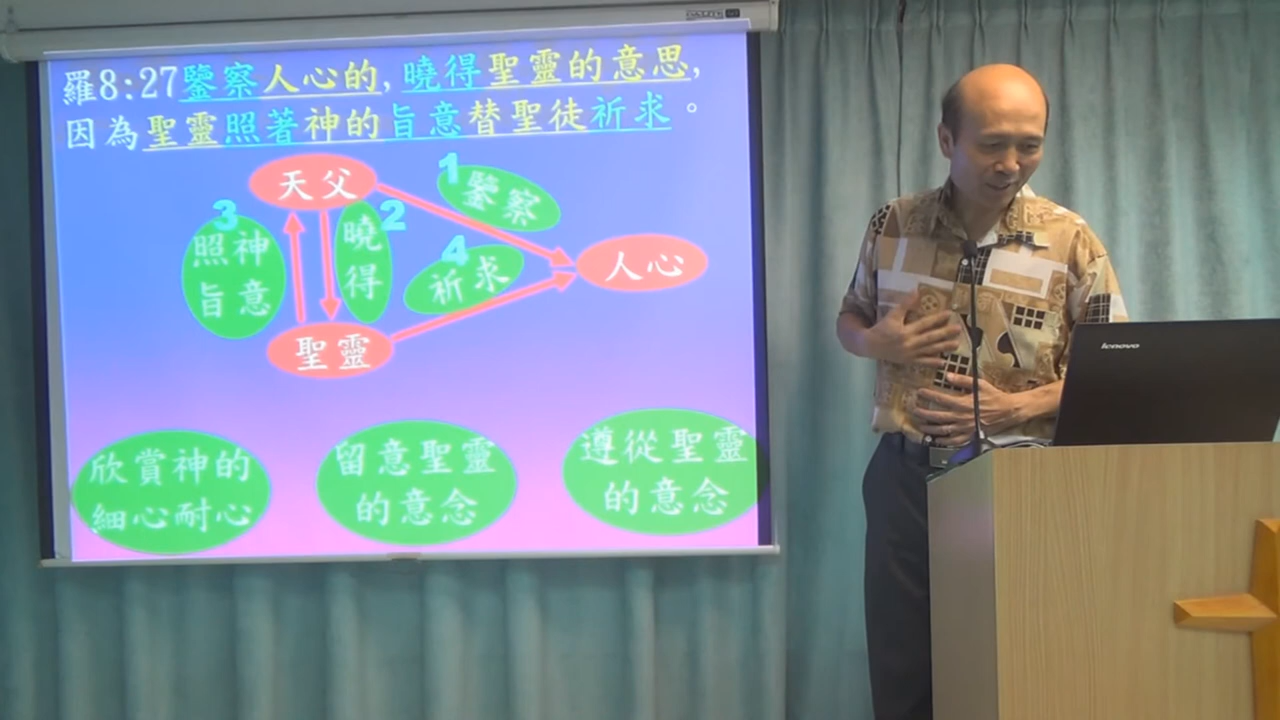 羅8:27鑒察人心的,曉得聖靈的意思,
因為聖靈照著神的旨意替聖徒祈求。
天父
1
鑒察
3
照神
旨意
2
曉
得
4
祈求
人心
聖靈
欣賞神的
細心耐心
留意聖靈
的意念
遵從聖靈
的意念
lenovo